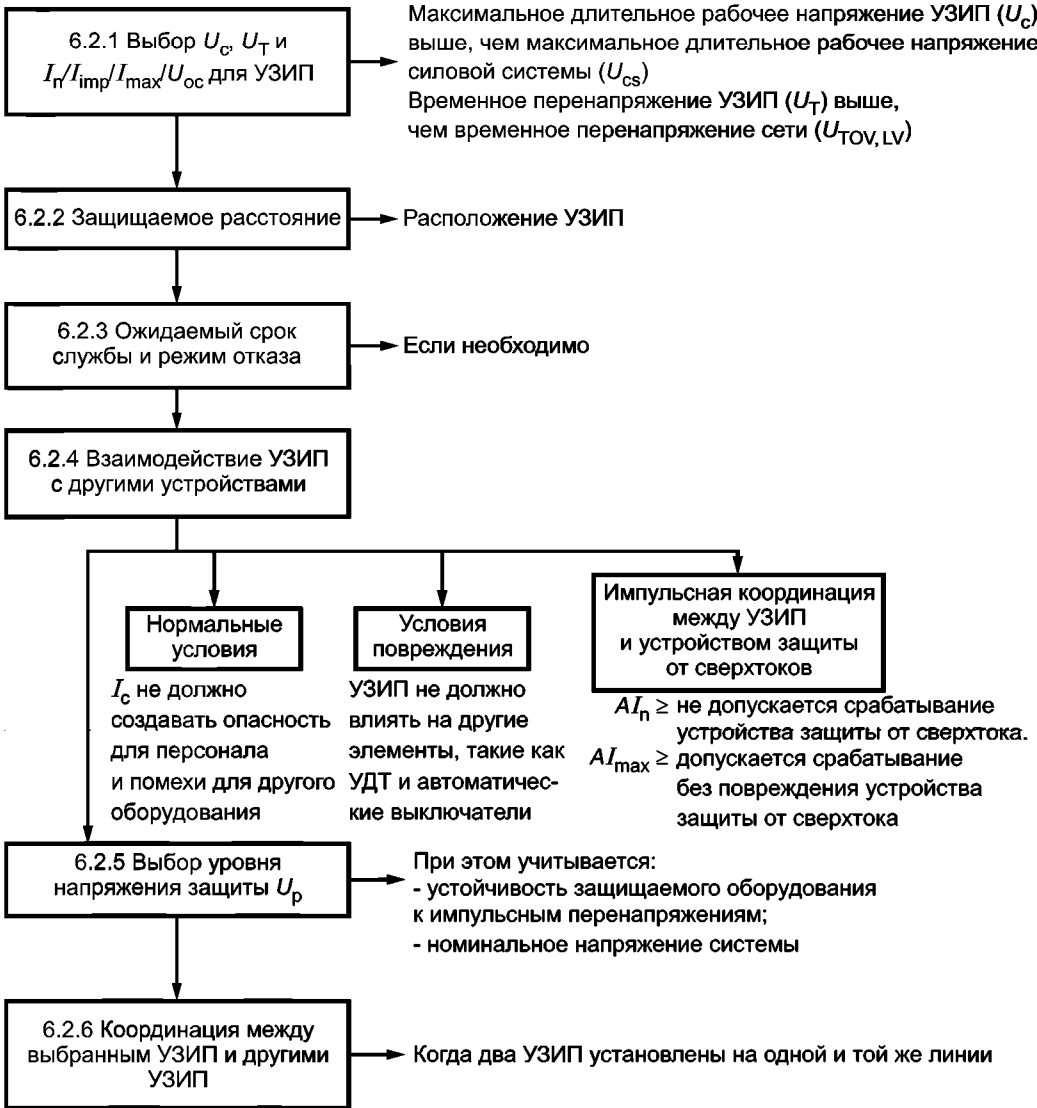 6.2.1 Выбор Uc, UT и
In/Iimp/Imax/Uoc для УЗИП
Максимальное длительное рабочее напряжение УЗИП (Uc)
выше, чем максимальное длительное рабочее напряжение
силовой системы (Ucs)
Временное перенапряжение УЗИП (UT) выше,
чем временное перенапряжение сети (UTOV, LV)
6.2.2 Защищаемое расстояние
Расположение УЗИП
6.2.3 Ожидаемый срок
службы и режим отказа
Если необходимо
6.2.4 Взаимодействие УЗИП
с другими устройствами
Нормальные
условия
Ic не должно
создавать опасность
для персонала
и помехи для другого
оборудования
Условия
повреждения
УЗИП не должно
влиять на другие
элементы, такие как
УДТ и автоматичес-
кие выключатели
Импульсная координация
между УЗИП
и устройством защиты
от сверхтоков
AIn ≥ не допускается срабатывание
устройства защиты от сверхтока.
AImax ≥ допускается срабатывание
без повреждения устройства
защиты от сверхтока
6.2.5 Выбор уровня
напряжения защиты Up
При этом учитывается:
- устойчивость защищаемого оборудования
к импульсным перенапряжениям;
- номинальное напряжение системы
6.2.6 Координация между
выбранным УЗИП и другими
УЗИП
Когда два УЗИП установлены на одной и той же линии